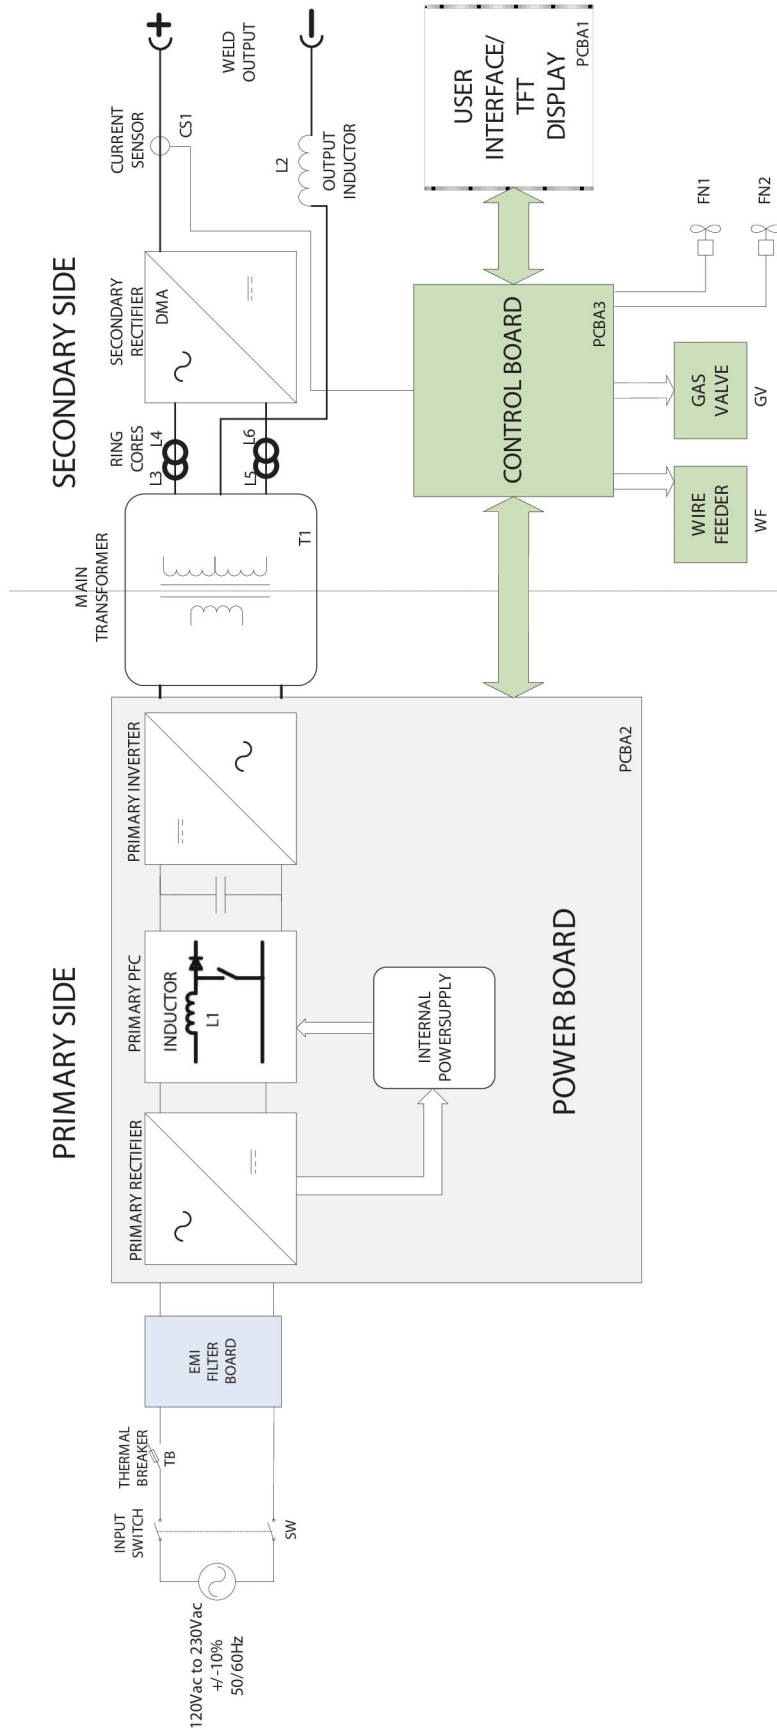 PRIMARY SIDE
SECONDARY SIDE
120Vac to 230Vac
+/-10%
50/60Hz
INPUT
SWITCH
SW
THERMAL
BREAKER
TB
EMI
FILTER
BOARD
PRIMARY RECTIFIER
PRIMARY PFC
INDUCTOR
L1
PRIMARY INVERTER
INTERNAL
POWERSUPPLY
POWER BOARD
PCBA2
MAIN
TRANSFORMER
T1
RING
CORES
L3
L4
L5
L6
SECONDARY
RECTIFIER
DMA
CURRENT
SENSOR
CS1
+
WELD
OUTPUT
-
L2
OUTPUT
INDUCTOR
CONTROL BOARD
PCBA3
USER
INTERFACE/
TFT
DISPLAY
PCBA1
WIRE
FEEDER
WF
GAS
VALVE
GV
FN1
FN2